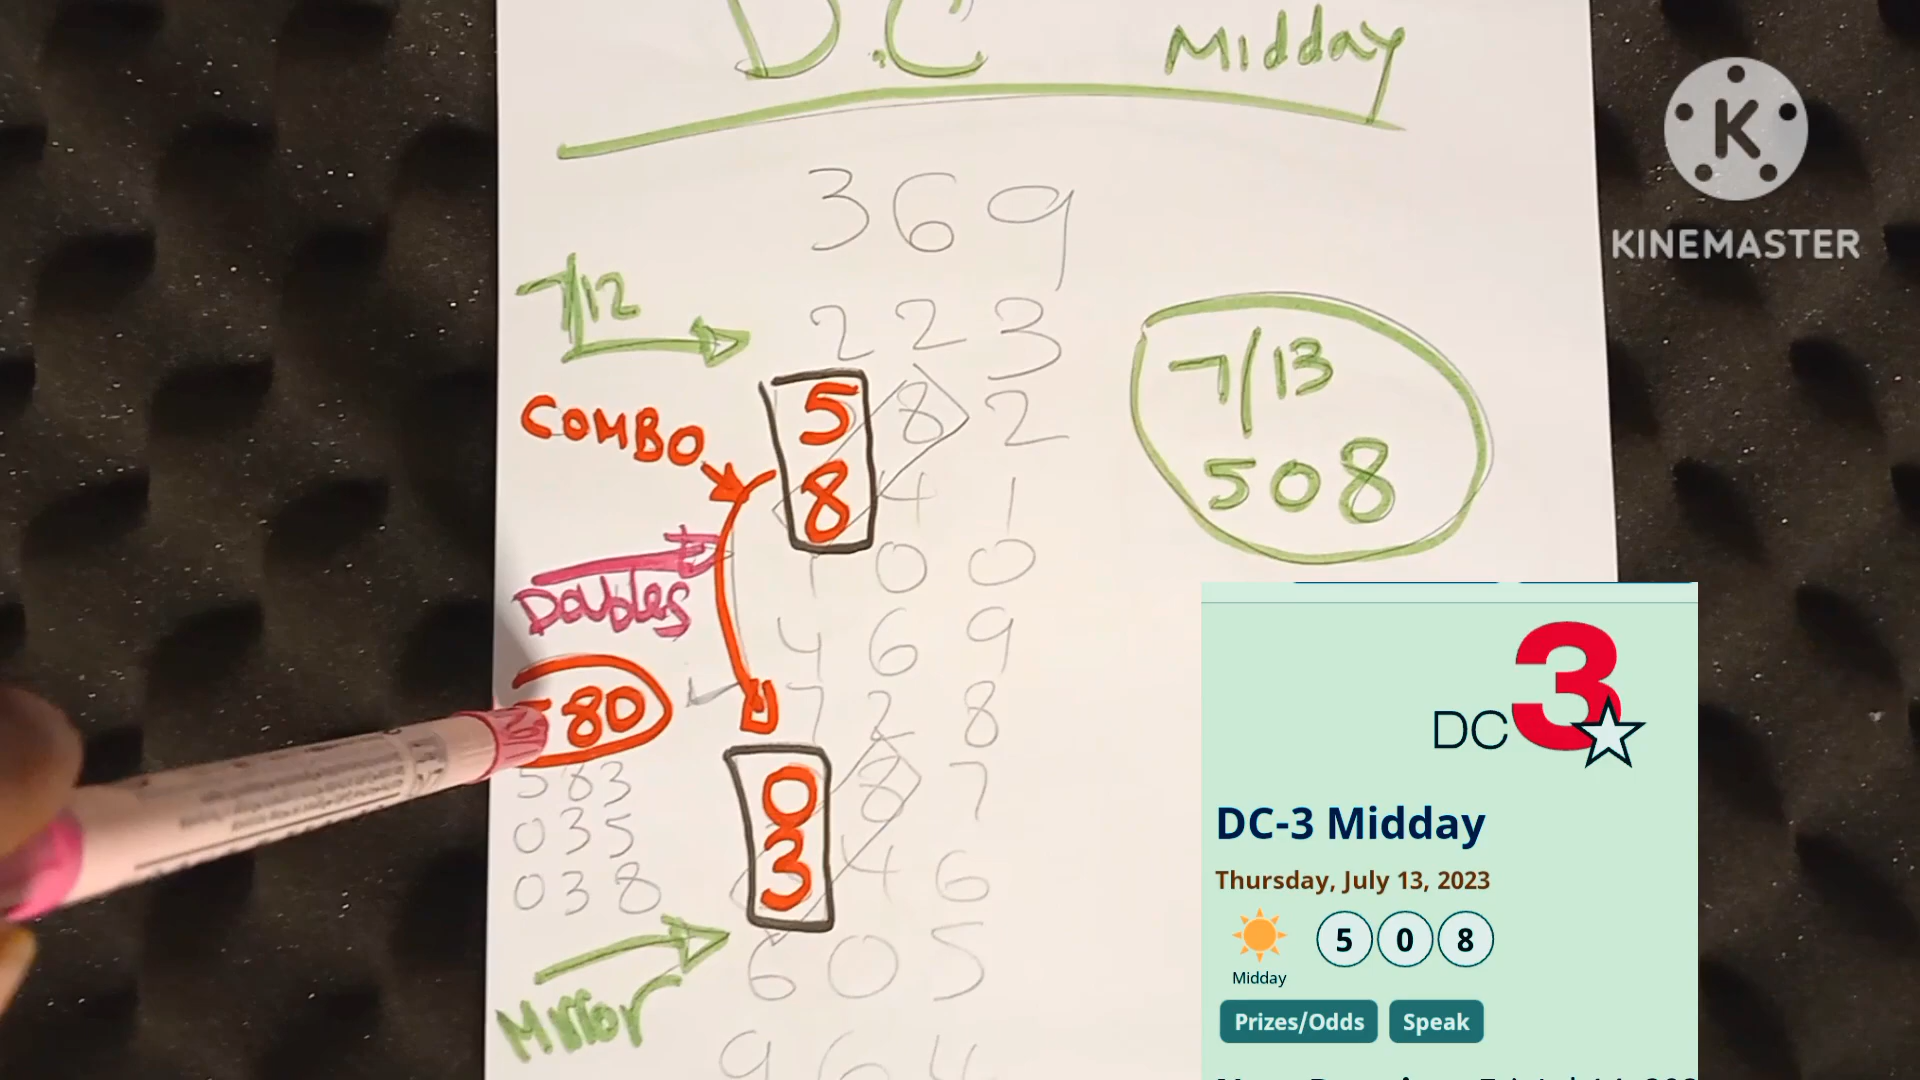 D.C Midday
KINEMASTER
369
7/12
223
582
COMBO
841
100
Doubles
469
580
728
583
087
035
346
038
605
Mirror
964
7/13
508
DC3
DC-3 Midday
Thursday, July 13, 2023
5 0 8
Midday
Prizes/Odds Speak